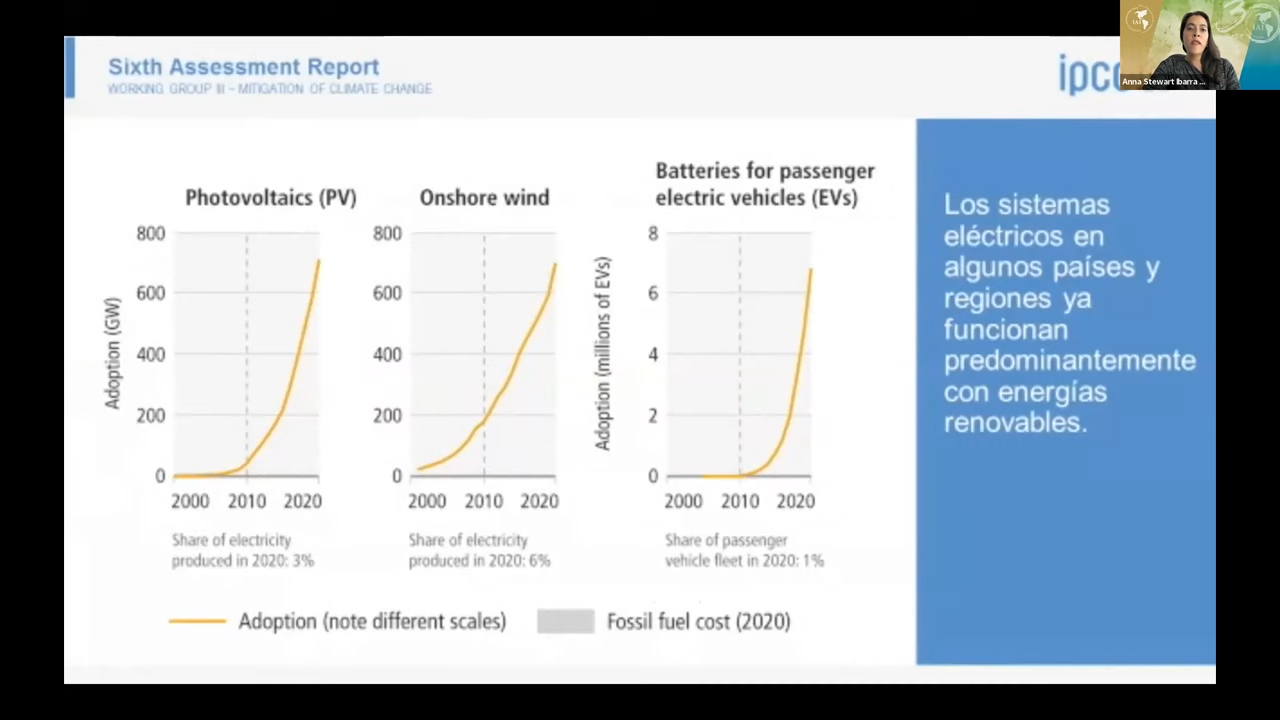 Sixth Assessment Report
WORKING GROUP III – MITIGATION OF CLIMATE CHANGE
ipcc
Anna Stewart Ibarra ...
Photovoltaics (PV)
Adoption (GW)
800
600
400
200
0
2000 2010 2020
Share of electricity
produced in 2020: 3%
Onshore wind
800
600
400
200
0
2000 2010 2020
Share of electricity
produced in 2020: 6%
Batteries for passenger
electric vehicles (EVs)
Adoption (millions of EVs)
8
6
4
2
0
2000 2010 2020
Share of passenger
vehicle fleet in 2020: 1%
Adoption (note different scales)
Fossil fuel cost (2020)
Los sistemas
eléctricos en
algunos países y
regiones ya
funcionan
predominantemente
con energías
renovables.